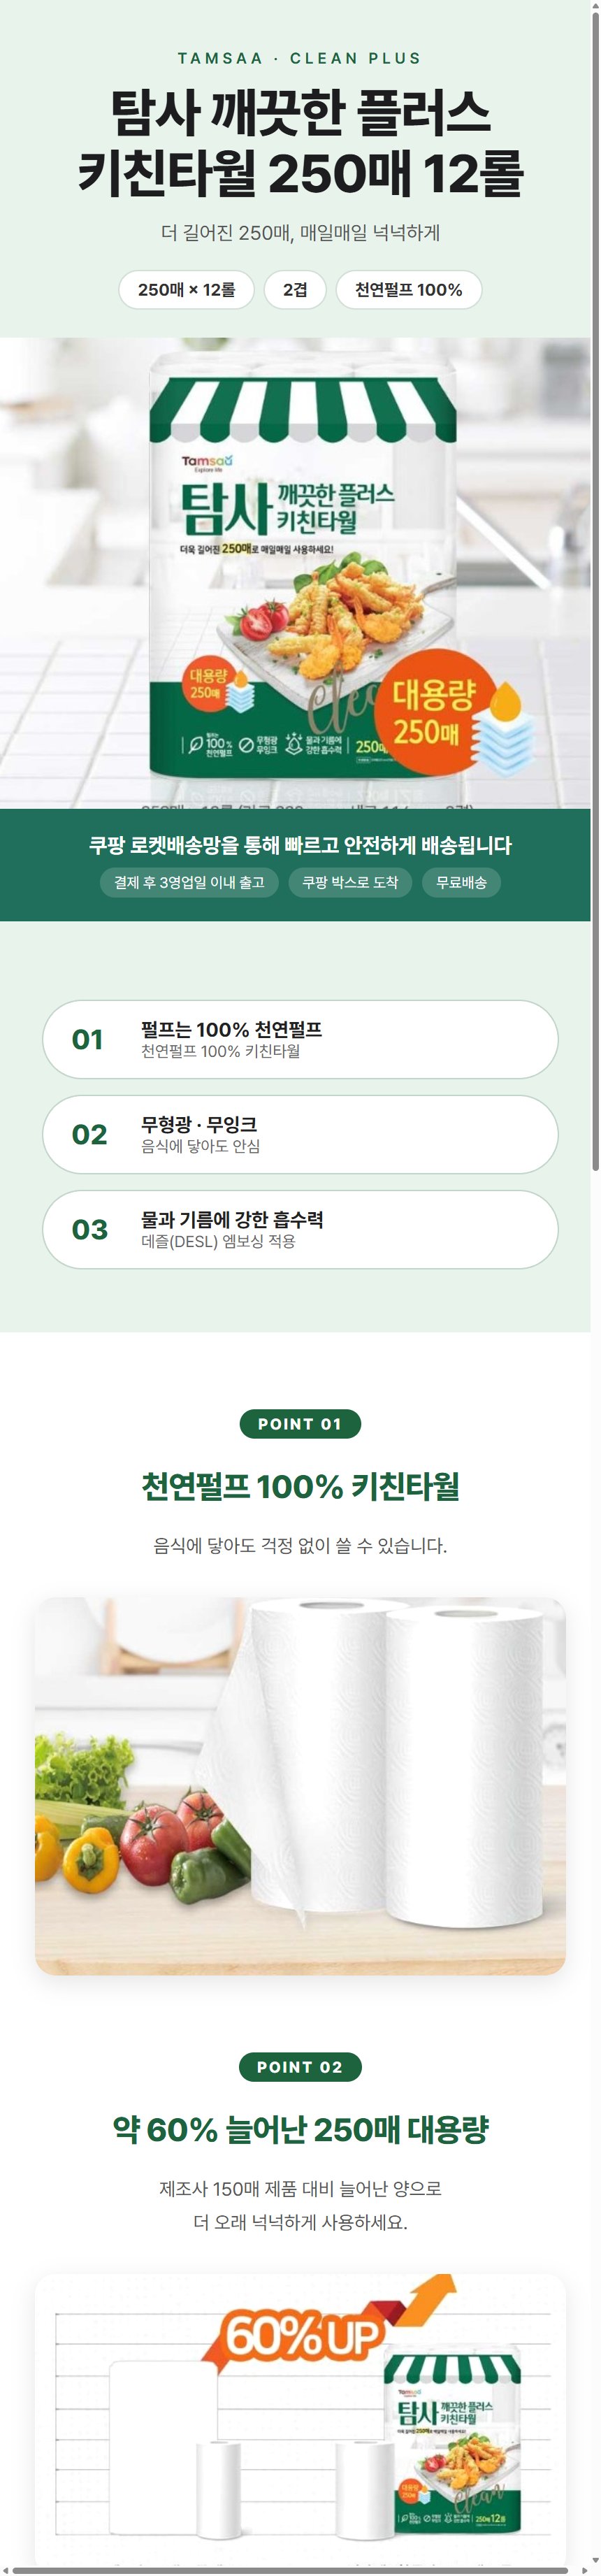 TAMSAA · CLEAN PLUS
탐사 깨끗한 플러스
키친타월 250매 12롤
더 길어진 250매, 매일매일 넉넉하게
250매 × 12롤
2겹
천연펄프 100%
Tamsaa
Explore life
탐사 깨끗한 플러스
키친타월
더욱 길어진 250매로 매일매일 사용하세요!
대용량
250매
대용량
250매
100%
천연펄프
무형광
무잉크
물과 기름에
강한 흡수력
쿠팡 로켓배송망을 통해 빠르고 안전하게 배송됩니다
결제 후 3영업일 이내 출고
쿠팡 박스로 도착
무료배송
01
펄프는 100% 천연펄프
천연펄프 100% 키친타월
02
무형광 · 무잉크
음식에 닿아도 안심
03
물과 기름에 강한 흡수력
데즐(DESL) 엠보싱 적용
POINT 01
천연펄프 100% 키친타월
음식에 닿아도 걱정 없이 쓸 수 있습니다.
POINT 02
약 60% 늘어난 250매 대용량
제조사 150매 제품 대비 늘어난 양으로
더 오래 넉넉하게 사용하세요.
60% UP
Tamsaa
탐사 깨끗한 플러스
키친타월
대용량
250매
Clean
250매 12롤